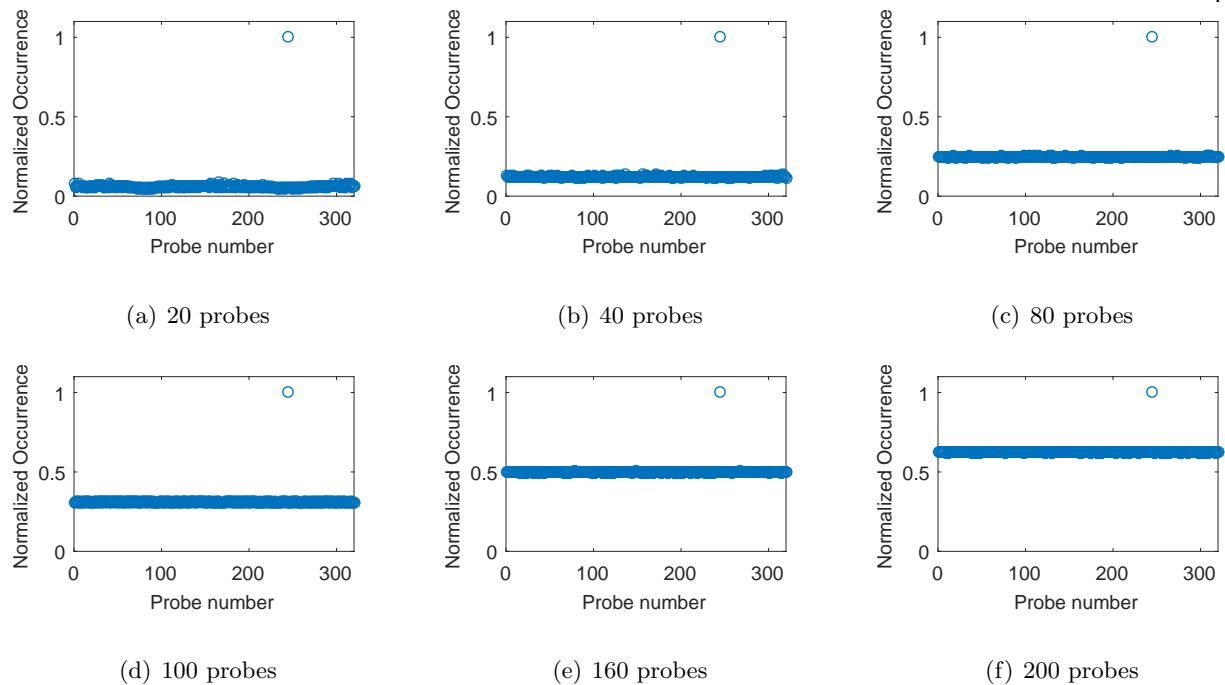 Normalized Occurrence
1
0.5
0
0 100 200 300
Probe number
(a) 20 probes
Normalized Occurrence
1
0.5
0
0 100 200 300
Probe number
(b) 40 probes
Normalized Occurrence
1
0.5
0
0 100 200 300
Probe number
(c) 80 probes
Normalized Occurrence
1
0.5
0
0 100 200 300
Probe number
(d) 100 probes
Normalized Occurrence
1
0.5
0
0 100 200 300
Probe number
(e) 160 probes
Normalized Occurrence
1
0.5
0
0 100 200 300
Probe number
(f) 200 probes